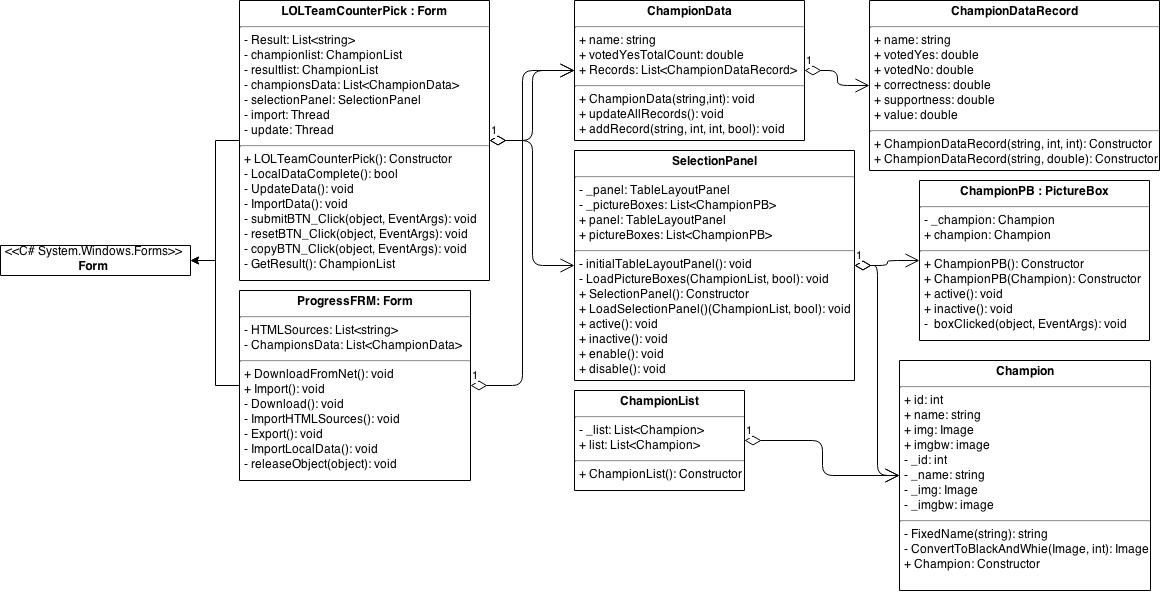 <<C# System.Windows.Forms>>
Form
LOLTeamCounterPick : Form
- Result: List<string>
- championlist: ChampionList
- resultlist: ChampionList
- championsData: List<ChampionData>
- selectionPanel: SelectionPanel
- import: Thread
- update: Thread
+ LOLTeamCounterPick(): Constructor
- LocalDataComplete(): bool
- UpdateData(): void
- ImportData(): void
- submitBTN_Click(object, EventArgs): void
- resetBTN_Click(object, EventArgs): void
- copyBTN_Click(object, EventArgs): void
- GetResult(): ChampionList
1
ProgressFRM: Form
- HTMLSources: List<string>
- ChampionsData: List<ChampionData>
+ DownloadFromNet(): void
+ Import(): void
- Download(): void
- ImportHTMLSources(): void
- Export(): void
- ImportLocalData(): void
- releaseObject(object): void
1
ChampionData
+ name: string
+ votedYesTotalCount: double
+ Records: List<ChampionDataRecord>
+ ChampionData(string,int): void
+ updateAllRecords(): void
+ addRecord(string, int, int, bool): void
1
SelectionPanel
- _panel: TableLayoutPanel
- _pictureBoxes: List<ChampionPB>
+ panel: TableLayoutPanel
+ pictureBoxes: List<ChampionPB>
- initialTableLayoutPanel(): void
- LoadPictureBoxes(ChampionList, bool): void
+ SelectionPanel(): Constructor
+ LoadSelectionPanel()(ChampionList, bool): void
+ active(): void
+ inactive(): void
+ enable(): void
+ disable(): void
1
ChampionList
- _list: List<Champion>
+ list: List<Champion>
+ ChampionList(): Constructor
1
ChampionDataRecord
+ name: string
+ votedYes: double
+ votedNo: double
+ correctness: double
+ supportness: double
+ value: double
+ ChampionDataRecord(string, int, int): Constructor
+ ChampionDataRecord(string, double): Constructor
ChampionPB : PictureBox
- _champion: Champion
+ champion: Champion
+ ChampionPB(): Constructor
+ ChampionPB(Champion): Constructor
+ active(): void
+ inactive(): void
- boxClicked(object, EventArgs): void
Champion
+ id: int
+ name: string
+ img: Image
+ imgbw: image
- _id: int
- _name: string
- _img: Image
- _imgbw: image
- FixedName(string): string
- ConvertToBlackAndWhie(Image, int): Image
+ Champion: Constructor